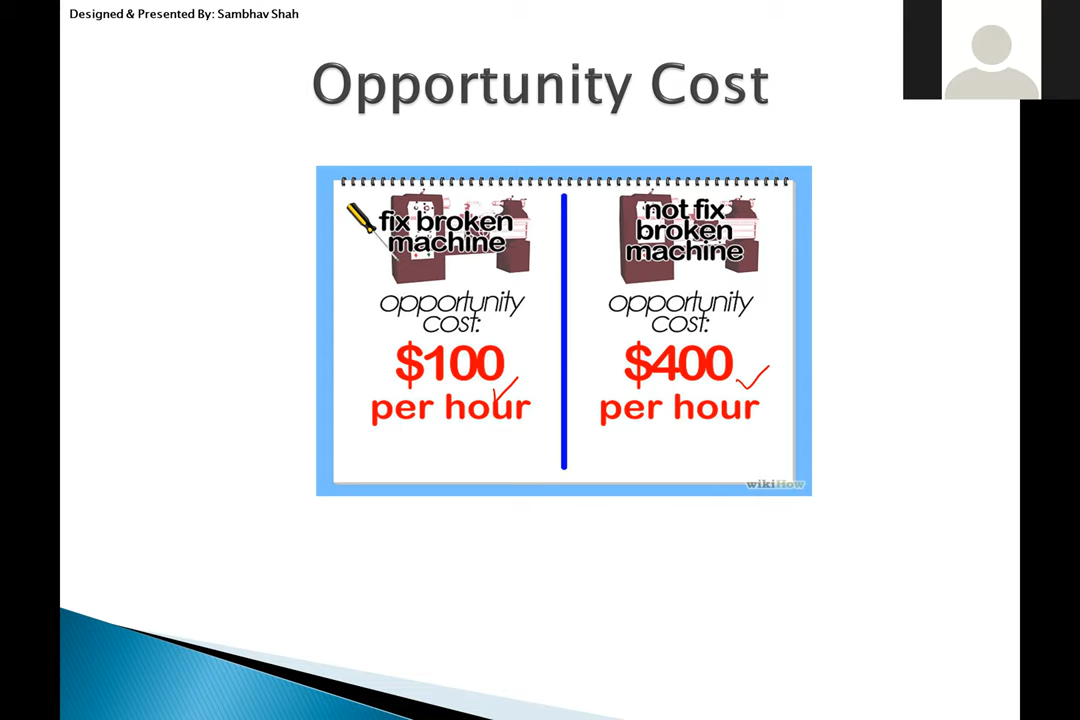 Designed & Presented By: Sambhav Shah
Opportunity Cost
fix broken
machine
opportunity
cost:
$100
per hour
not fix
broken
machine
opportunity
cost:
$400
per hour
wikiHow